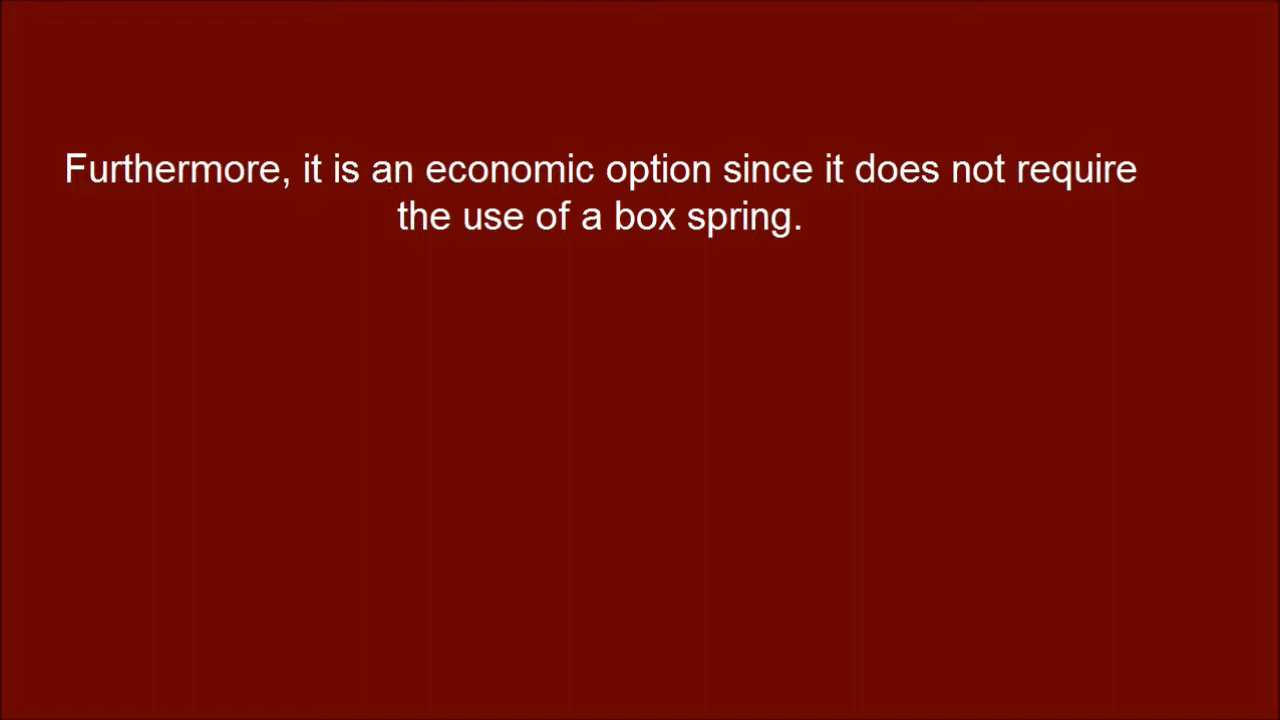 Furthermore, it is an economic option since it does not require
the use of a box spring.